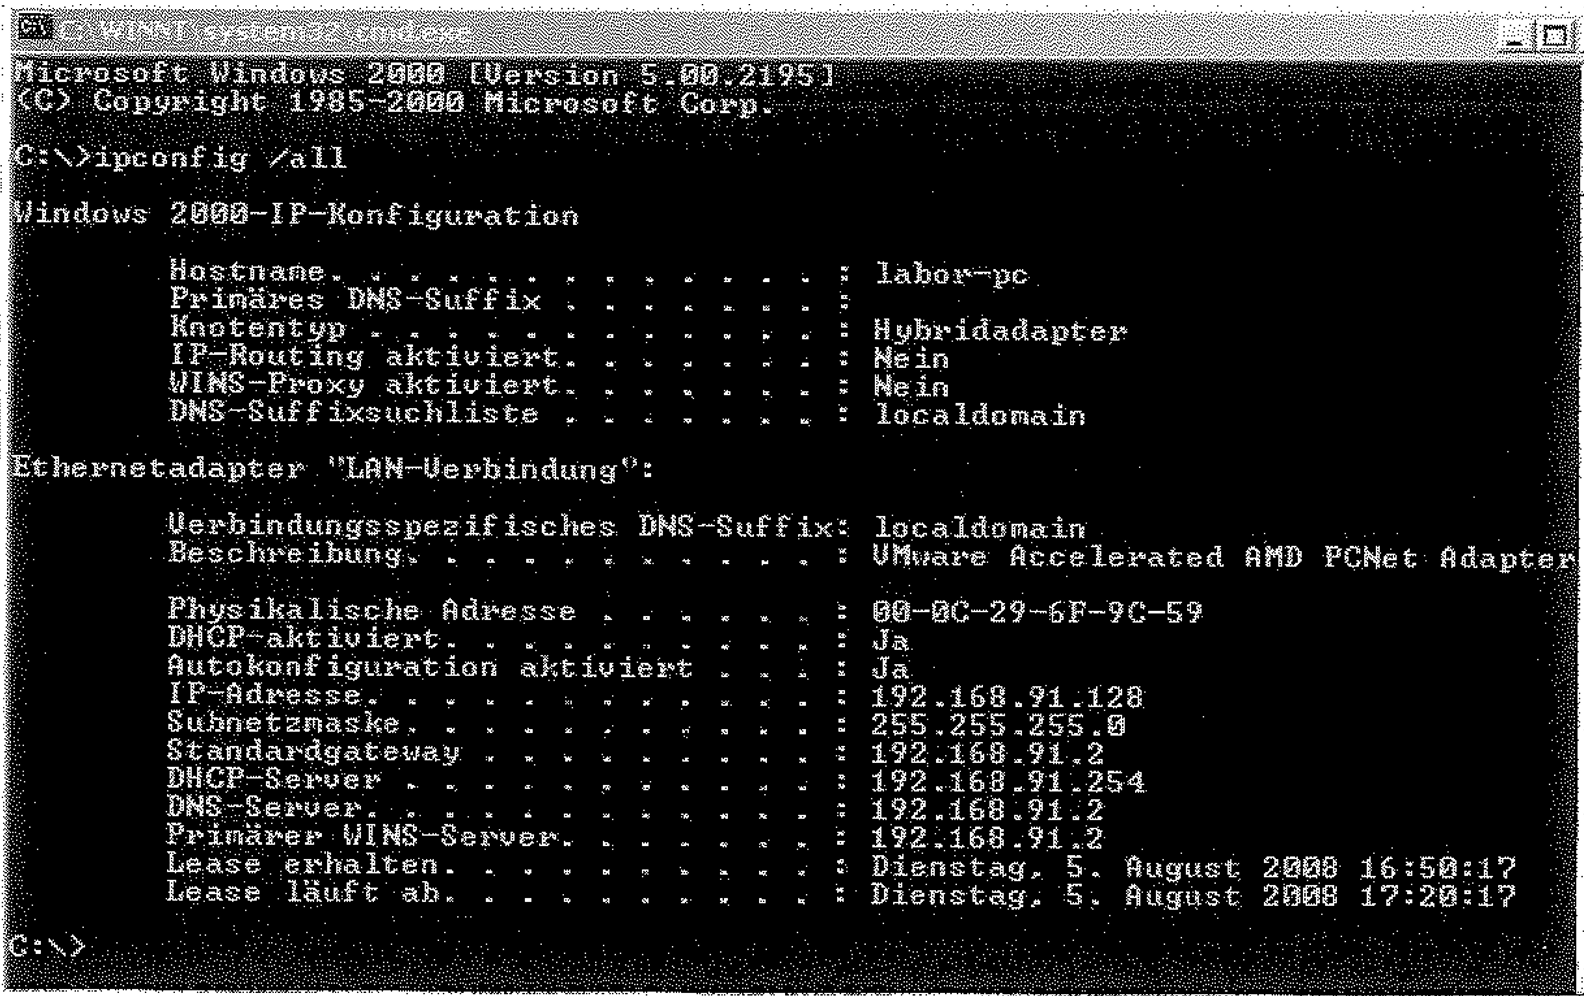 C:\WINNT\system32\cmd.exe
Microsoft Windows 2000 [Version 5.00.2195]
(C) Copyright 1985-2000 Microsoft Corp.
C:\>ipconfig /all
Windows 2000-IP-Konfiguration
Hostname. . . . . . . . . . . . . : labor-pc
Primäres DNS-Suffix . . . . . . . :
Knotentyp . . . . . . . . . . . . : Hybridadapter
IP-Routing aktiviert. . . . . . . : Nein
WINS-Proxy aktiviert. . . . . . . : Nein
DNS-Suffixsuchliste . . . . . . . : localdomain
Ethernetadapter "LAN-Verbindung":
Verbindungsspezifisches DNS-Suffix: localdomain
Beschreibung. . . . . . . . . . . : VMware Accelerated AMD PCNet Adapter
Physikalische Adresse . . . . . . : 00-0C-29-6F-9C-59
DHCP-aktiviert. . . . . . . . . . : Ja
Autokonfiguration aktiviert . . . : Ja
IP-Adresse. . . . . . . . . . . . : 192.168.91.128
Subnetzmaske. . . . . . . . . . . : 255.255.255.0
Standardgateway . . . . . . . . . : 192.168.91.2
DHCP-Server . . . . . . . . . . . : 192.168.91.254
DNS-Server. . . . . . . . . . . . : 192.168.91.2
Primärer WINS-Server. . . . . . . : 192.168.91.2
Lease erhalten. . . . . . . . . . : Dienstag, 5. August 2008 16:50:17
Lease läuft ab. . . . . . . . . . : Dienstag, 5. August 2008 17:20:17
C:\>